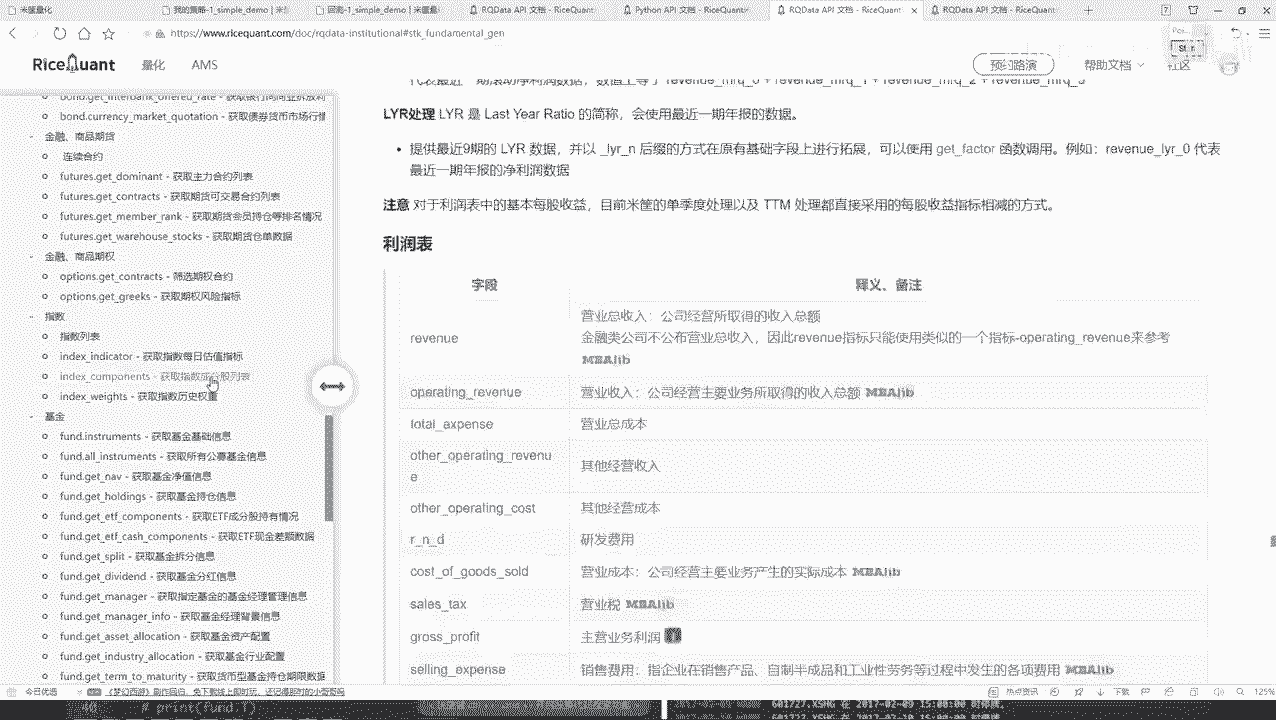 米筐量化
我的策略-1_simple_demo | 米筐
回测-1_simple_demo | 米筐量
RQData API 文档 - RiceQuant
Python API 文档 - RiceQuant
RQData API 文档 - RiceQuant
RQData API 文档 - RiceQuant
https://www.ricequant.com/doc/rqdata-institutional#stk_fundamental_gen
RiceQuant 量化 AMS
预约路演 帮助文档 社区
bond.get_interbank_offered_rate - 获取银行间同业拆放利
bond.currency_market_quotation - 获取债券货币市场行情
金融、商品期货
连续合约
futures.get_dominant - 获取主力合约列表
futures.get_contracts - 获取期货可交易合约列表
futures.get_member_rank - 获取期货会员持仓等排名情况
futures.get_warehouse_stocks - 获取期货仓单数据
金融、商品期权
options.get_contracts - 筛选期权合约
options.get_greeks - 获取期权风险指标
指数
指数列表
index_indicator - 获取指数每日估值指标
index_components - 获取指数成分股列表
index_weights - 获取指数历史权重
基金
fund.instruments - 获取基金基础信息
fund.all_instruments - 获取所有公募基金信息
fund.get_nav - 获取基金净值信息
fund.get_holdings - 获取基金持仓信息
fund.get_etf_components - 获取ETF成分股持有情况
fund.get_etf_cash_components - 获取ETF现金差额数据
fund.get_split - 获取基金拆分信息
fund.get_dividend - 获取基金分红信息
fund.get_manager - 获取指定基金的基金经理管理信息
fund.get_manager_info - 获取基金经理背景信息
fund.get_asset_allocation - 获取基金资产配置
fund.get_industry_allocation - 获取基金行业配置
fund.get_term_to_maturity - 获取货币型基金持仓期限数据
代表最近一期滚动净利润数据，数值上等于 revenue_mrq_0 + revenue_mrq_1 + revenue_mrq_2 + revenue_mrq_3
LYR处理 LYR 是 Last Year Ratio 的简称，会使用最近一期年报的数据。
提供最近9期的 LYR 数据，并以 _lyr_n 后缀的方式在原有基础字段上进行拓展，可以使用 get_factor 函数调用。例如：revenue_lyr_0 代表
最近一期年报的净利润数据
注意 对于利润表中的基本每股收益，目前米筐的单季度处理以及 TTM 处理都直接采用的每股收益指标相减的方式。
利润表
字段 释义、备注
revenue 营业总收入：公司经营所取得的收入总额
金融类公司不公布营业总收入，因此revenue指标只能使用类似的一个指标-operating_revenue来参考
MBAlib
operating_revenue 营业收入：公司经营主要业务所取得的收入总额 MBAlib
total_expense 营业总成本
other_operating_revenu
e 其他经营收入
other_operating_cost 其他经营成本
r_n_d 研发费用
cost_of_goods_sold 营业成本：公司经营主要业务产生的实际成本 MBAlib
sales_tax 营业税 MBAlib
gross_profit 主营业务利润
selling_expense 销售费用：指企业在销售产品、自制半成品和工业性劳务等过程中发生的各项费用 MBAlib
今日优选
热点资讯 下载 125%
# print(fund_f)